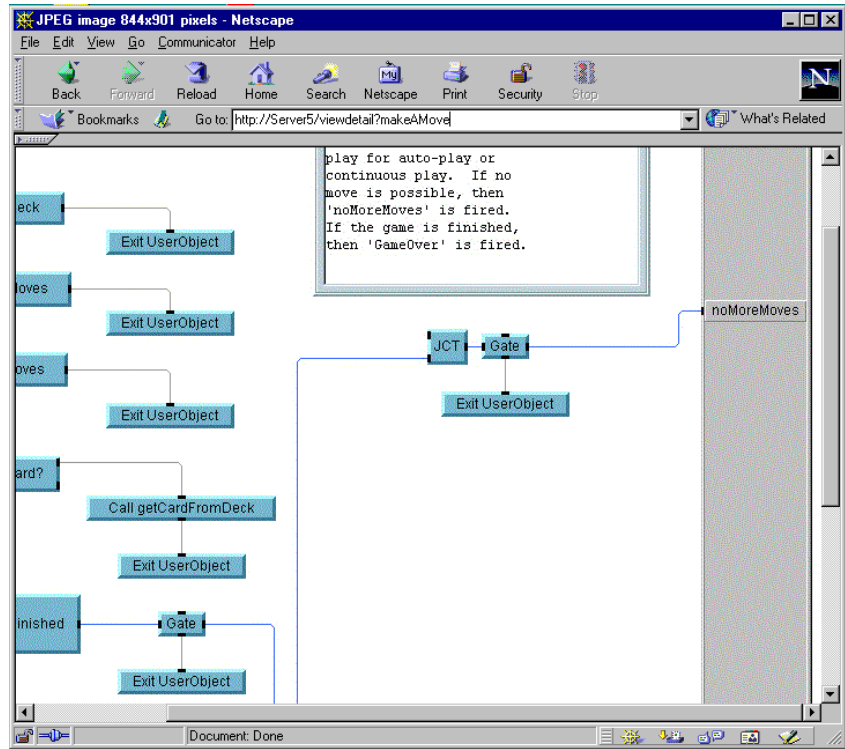 JPEG image 844x901 pixels - Netscape
File Edit View Go Communicator Help
Back Forward Reload Home Search Netscape Print Security Stop
My
N
Bookmarks Go to: http://Server5/viewdetail?makeAMove What's Related
play for auto-play or
continuous play. If no
move is possible, then
'noMoreMoves' is fired.
If the game is finished,
then 'GameOver' is fired.
eck
Exit UserObject
loves
Exit UserObject
noMoreMoves
JCT
Gate
oves
Exit UserObject
Exit UserObject
ard?
Call getCardFromDeck
Exit UserObject
inished
Gate
Exit UserObject
Document: Done